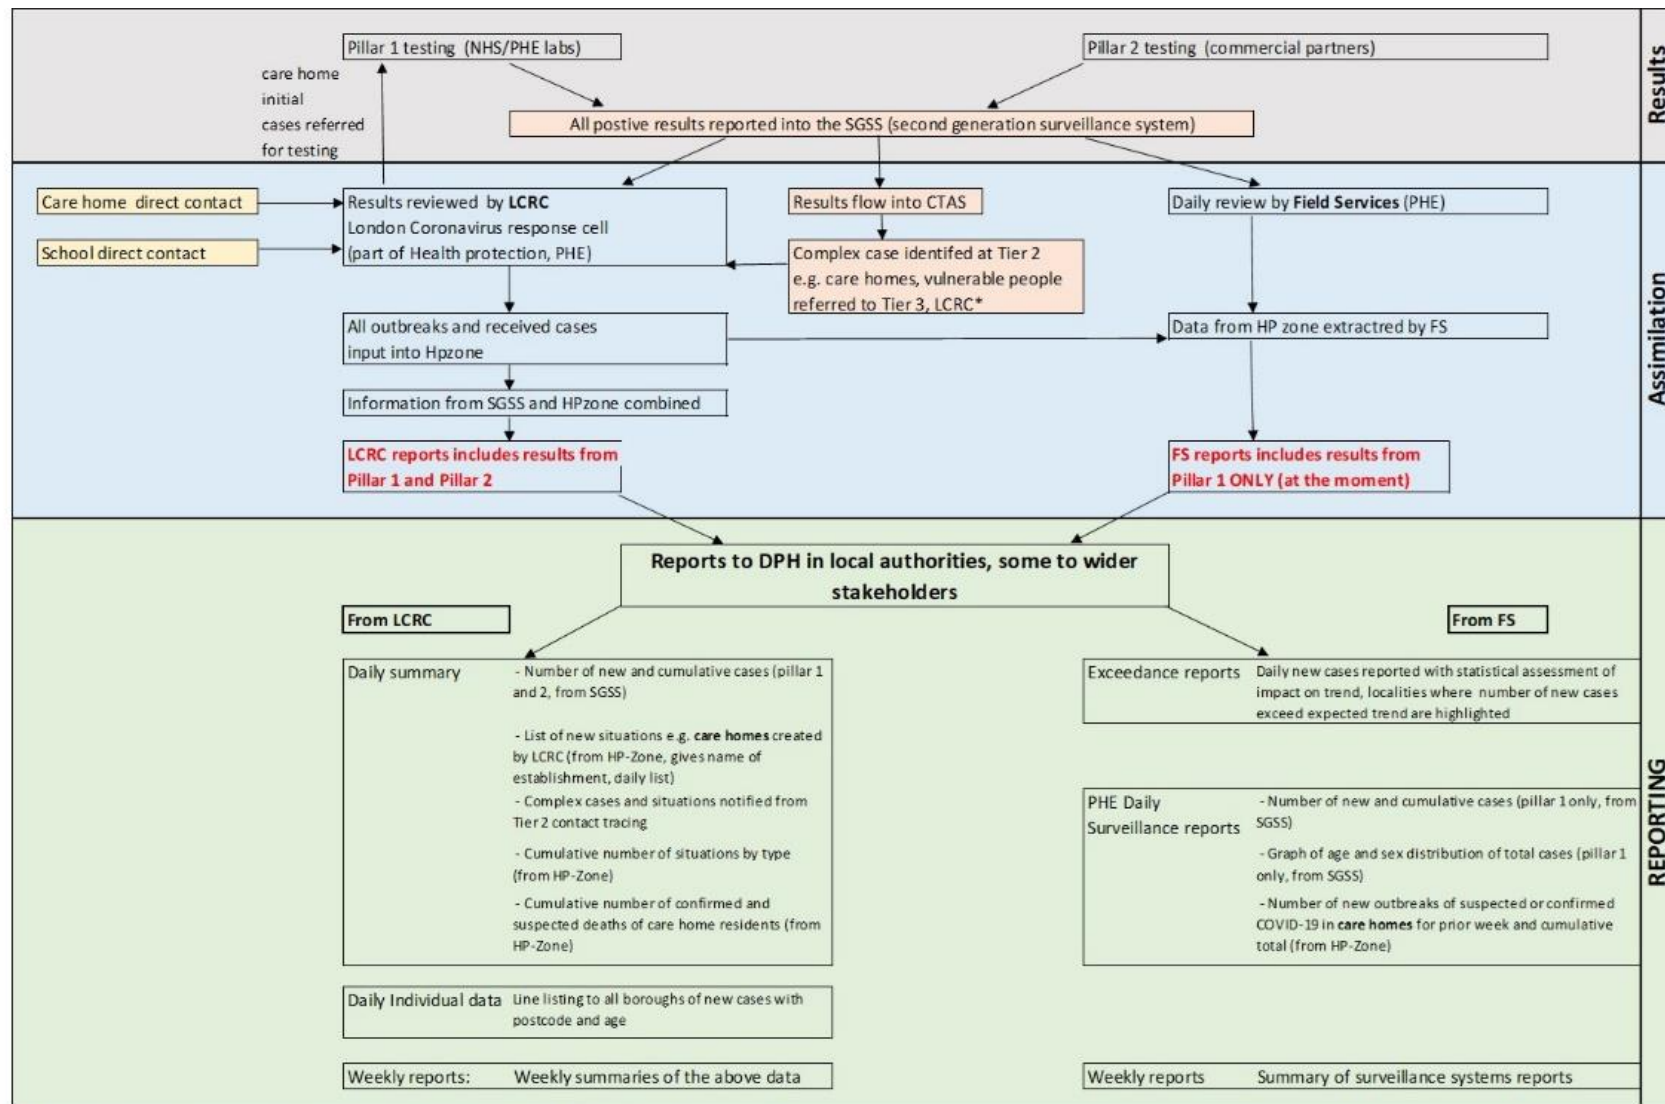 Pillar 1 testing (NHS/PHE labs)
Pillar 2 testing (commercial partners)
Results
care home
initial
cases referred
for testing
All postive results reported into the SGSS (second generation surveillance system)
Care home direct contact
School direct contact
Results reviewed by LCRC
London Coronavirus response cell
(part of Health protection, PHE)
Results flow into CTAS
Daily review by Field Services (PHE)
Complex case identifed at Tier 2
e.g. care homes, vulnerable people
referred to Tier 3, LCRC*
Assimilation
All outbreaks and received cases
input into Hpzone
Data from HP zone extractred by FS
Information from SGSS and HPzone combined
LCRC reports includes results from
Pillar 1 and Pillar 2
FS reports includes results from
Pillar 1 ONLY (at the moment)
Reports to DPH in local authorities, some to wider
stakeholders
From LCRC
From FS
REPORTING
Daily summary
- Number of new and cumulative cases (pillar 1
and 2, from SGSS)
- List of new situations e.g. care homes created
by LCRC (from HP-Zone, gives name of
establishment, daily list)
- Complex cases and situations notified from
Tier 2 contact tracing
- Cumulative number of situations by type
(from HP-Zone)
- Cumulative number of confirmed and
suspected deaths of care home residents (from
HP-Zone)
Daily Individual data
Line listing to all boroughs of new cases with
postcode and age
Weekly reports:
Weekly summaries of the above data
Exceedance reports
Daily new cases reported with statistical assessment of
impact on trend, localities where number of new cases
exceed expected trend are highlighted
PHE Daily
Surveillance reports
- Number of new and cumulative cases (pillar 1 only, from
SGSS)
- Graph of age and sex distribution of total cases (pillar 1
only, from SGSS)
- Number of new outbreaks of suspected or confirmed
COVID-19 in care homes for prior week and cumulative
total (from HP-Zone)
Weekly reports
Summary of surveillance systems reports